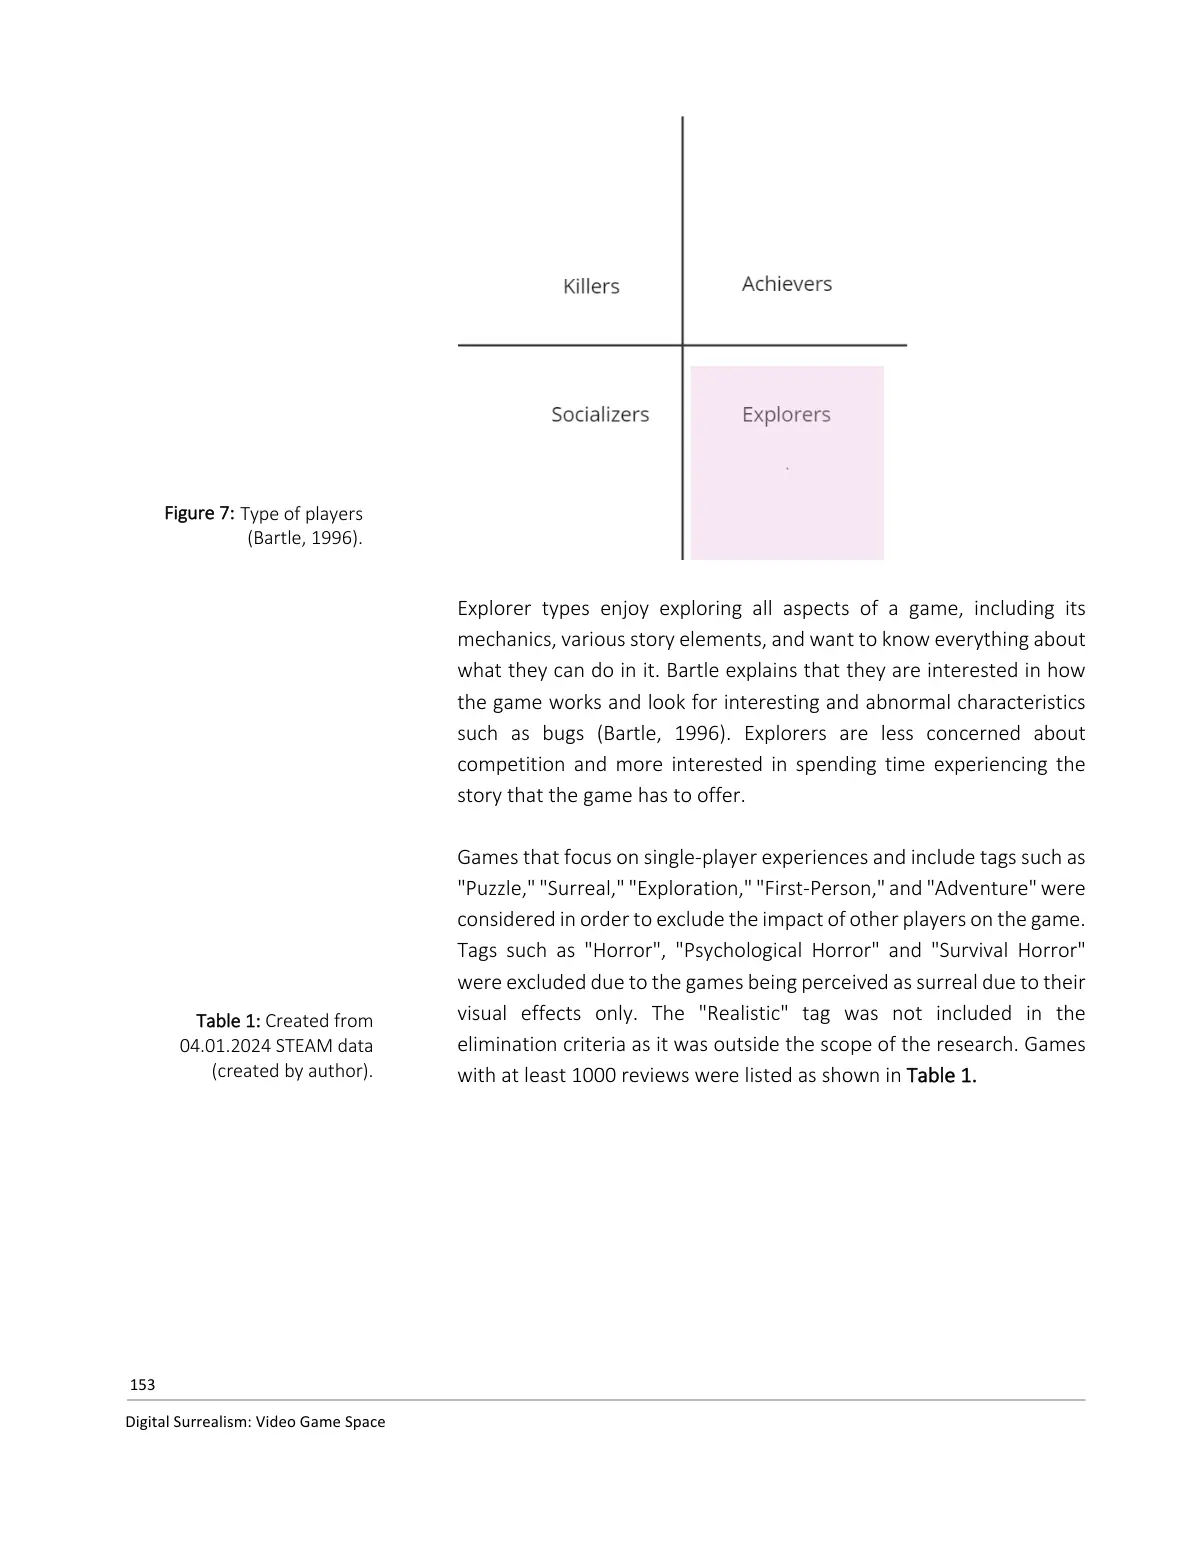 Killers
Achievers
Socializers
Explorers
Figure 7: Type of players
(Bartle, 1996).
Explorer types enjoy exploring all aspects of a game, including its
mechanics, various story elements, and want to know everything about
what they can do in it. Bartle explains that they are interested in how
the game works and look for interesting and abnormal characteristics
such as bugs (Bartle, 1996). Explorers are less concerned about
competition and more interested in spending time experiencing the
story that the game has to offer.
Games that focus on single-player experiences and include tags such as
"Puzzle," "Surreal," "Exploration," "First-Person," and "Adventure" were
considered in order to exclude the impact of other players on the game.
Tags such as "Horror", "Psychological Horror" and "Survival Horror"
were excluded due to the games being perceived as surreal due to their
visual effects only. The "Realistic" tag was not included in the
elimination criteria as it was outside the scope of the research. Games
with at least 1000 reviews were listed as shown in Table 1.
Table 1: Created from
04.01.2024 STEAM data
(created by author).
153
Digital Surrealism: Video Game Space